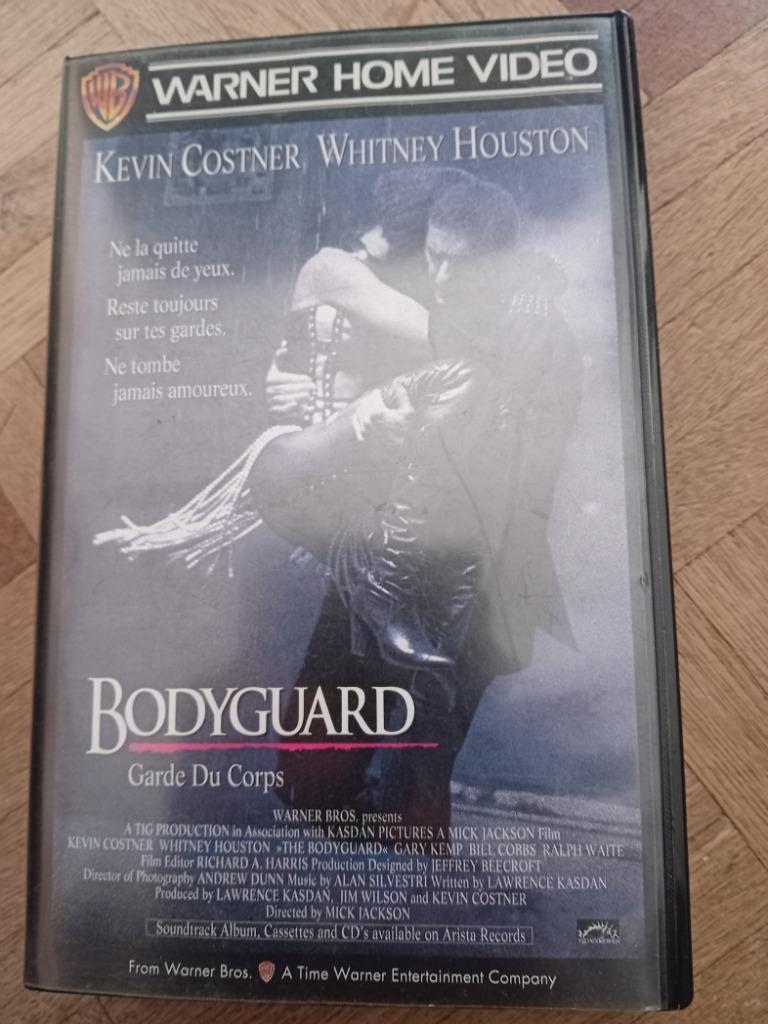 WB
WARNER HOME VIDEO
KEVIN COSTNER WHITNEY HOUSTON
Ne la quitte
jamais de yeux.
Reste toujours
sur tes gardes.
Ne tombe
jamais amoureux.
BODYGUARD
Garde Du Corps
WARNER BROS. presents
A TIG PRODUCTION in Association with KASDAN PICTURES A MICK JACKSON Film
KEVIN COSTNER WHITNEY HOUSTON »THE BODYGUARD« GARY KEMP BILL COBBS RALPH WAITE
Film Editor RICHARD A. HARRIS Production Designed by JEFFREY BEECROFT
Director of Photography ANDREW DUNN Music by ALAN SILVESTRI Written by LAWRENCE KASDAN
Produced by LAWRENCE KASDAN, JIM WILSON and KEVIN COSTNER
Directed by MICK JACKSON
Soundtrack Album, Cassettes and CD's available on Arista Records
From Warner Bros. A Time Warner Entertainment Company